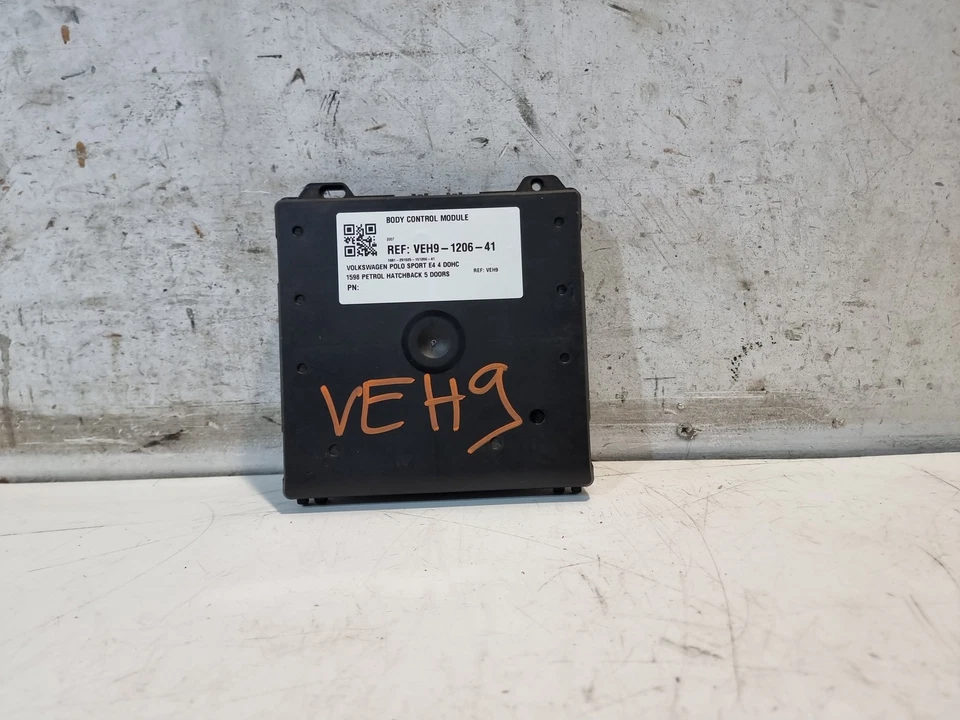 BODY CONTROL MODULE
2007
REF: VEH9-1206-41
VOLKSWAGEN POLO SPORT E4 4 DOHC
1598 PETROL HATCHBACK 5 DOORS REF: VEH9
PN:
P
VEH9